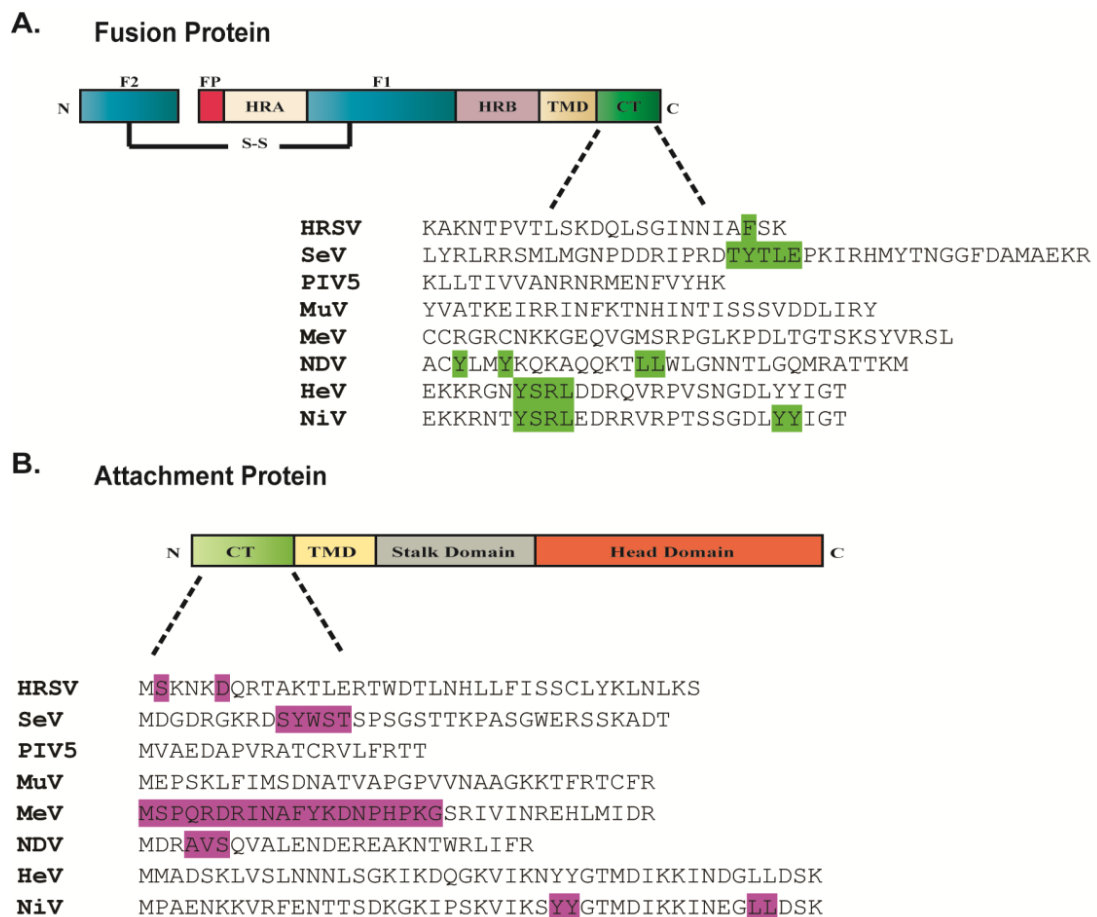 A. Fusion Protein
F2 FP F1
N HRA HRB TMD CT C
S-S
HRSV KAKNTPVTLSKDQLSGINNIAFSK
SeV LYRLRRSMLMGNPDDRIPRDTYTLEPKIRHMYTNGGFDAMAEKR
PIV5 KLLTIVVANRNRMENFVYHK
MuV YVATKEIRRINFKTNHINTISSSVDDLIRY
MeV CCRGRCNKKGEQVGMSRPGLKPDLTGTSKSYVRSL
NDV ACYLMYKQKAQQKTLLWLGNNTLGQMRATTKM
HeV EKKRGNYSRLDDRQVRPVSNGDLYYIGT
NiV EKKRNTYSRLEDRRVRPTSSGDLYYIGT
B. Attachment Protein
N CT TMD Stalk Domain Head Domain C
HRSV MSKNKDQRTAKTLERTWDTLNHLLFISSCLYKLNLKS
SeV MDGDRGKRDSYWSTSPSGSTTKPASGWERSSKADT
PIV5 MVAEDAPVRATCRVLFRTT
MuV MEPSKLFIMSDNATVAPGPVVNAAGKKTFRTCFR
MeV MSPQRDRINAFYKDNPHPKGSRIVINREHLMIDR
NDV MDRAVSQVALENDEREAKNTWRLIFR
HeV MMADSKLVSLNNNLSGKIKDQGKVIKNYYGTMDIKKINDGLLDSK
NiV MPAENKKVRFENTTSDKGKIPSKVIKSYYGTMDIKKINEGLLDSK